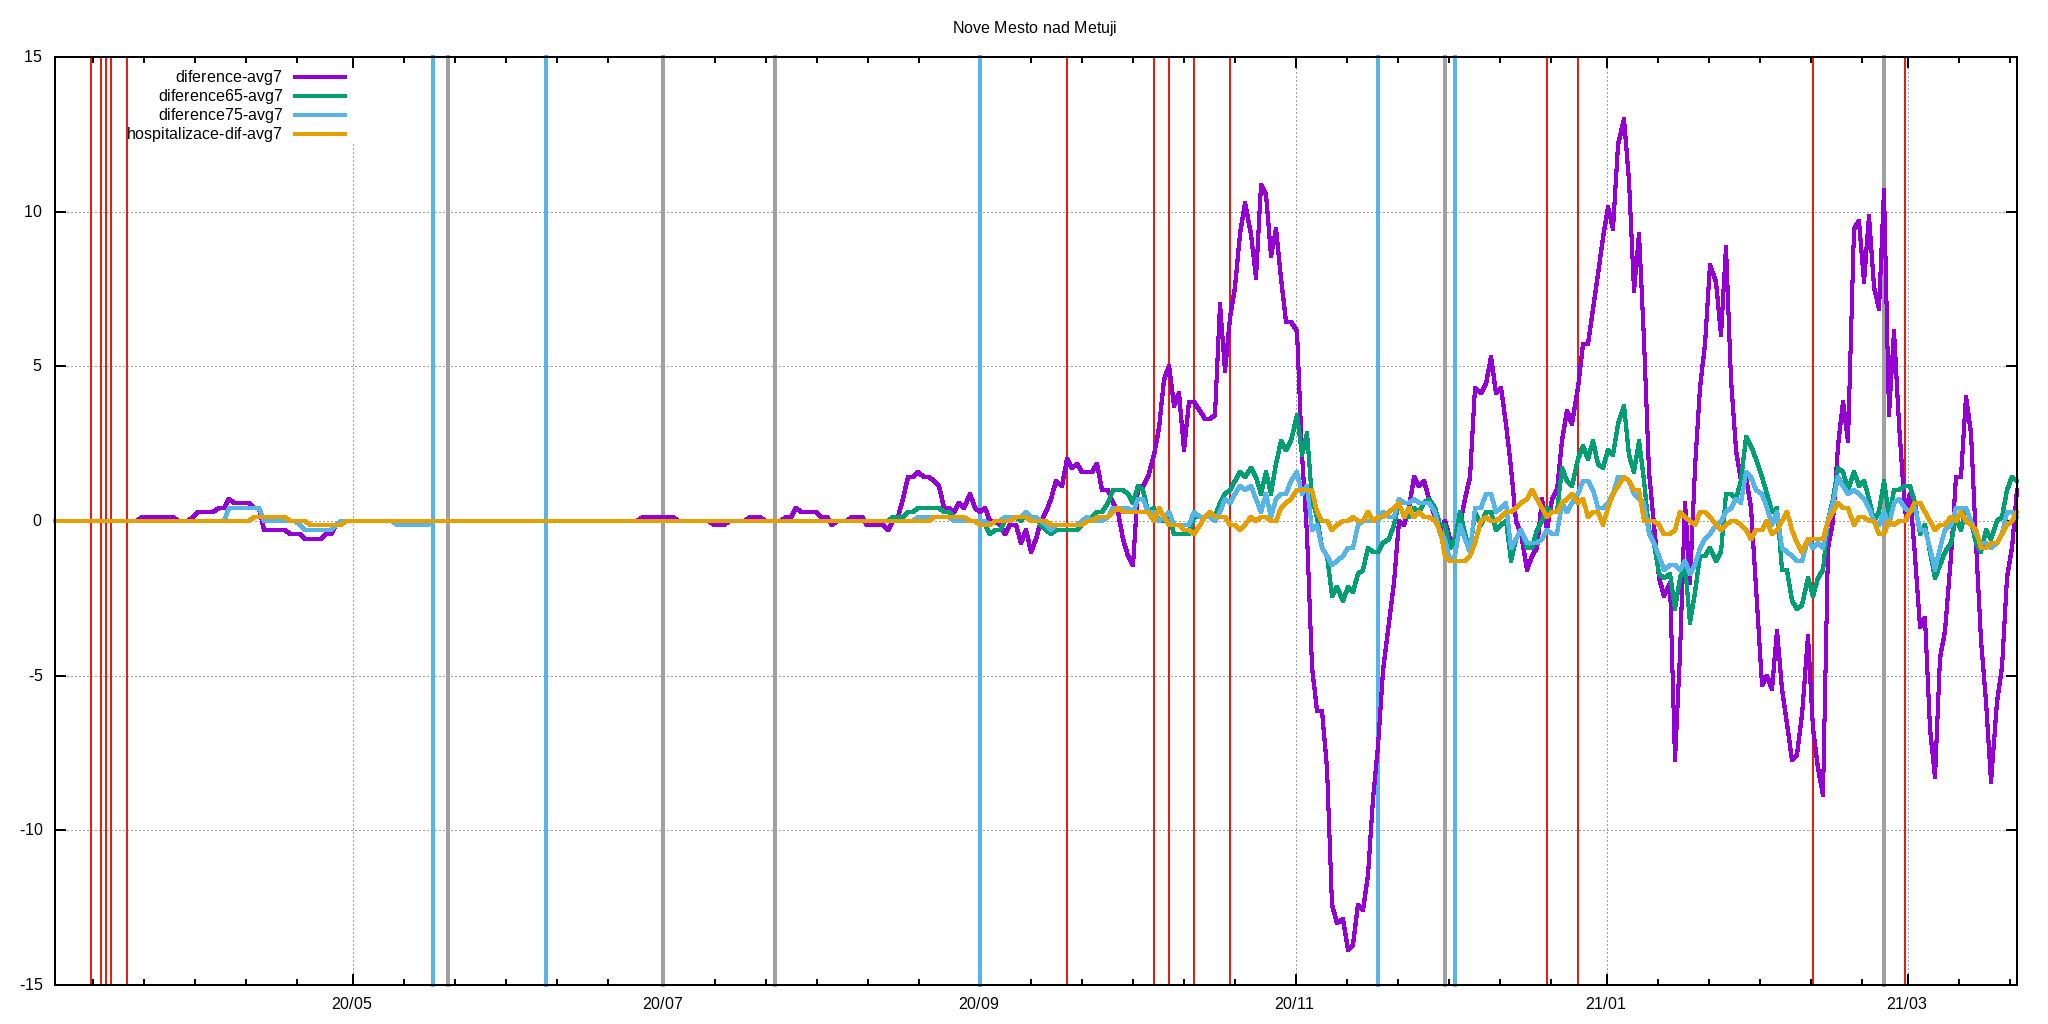 Nove Mesto nad Metuji
15
diference-avg7
diference65-avg7
diference75-avg7
hospitalizace-dif-avg7
10
5
0
-5
-10
-15
20/05 20/07 20/09 20/11 21/01 21/03